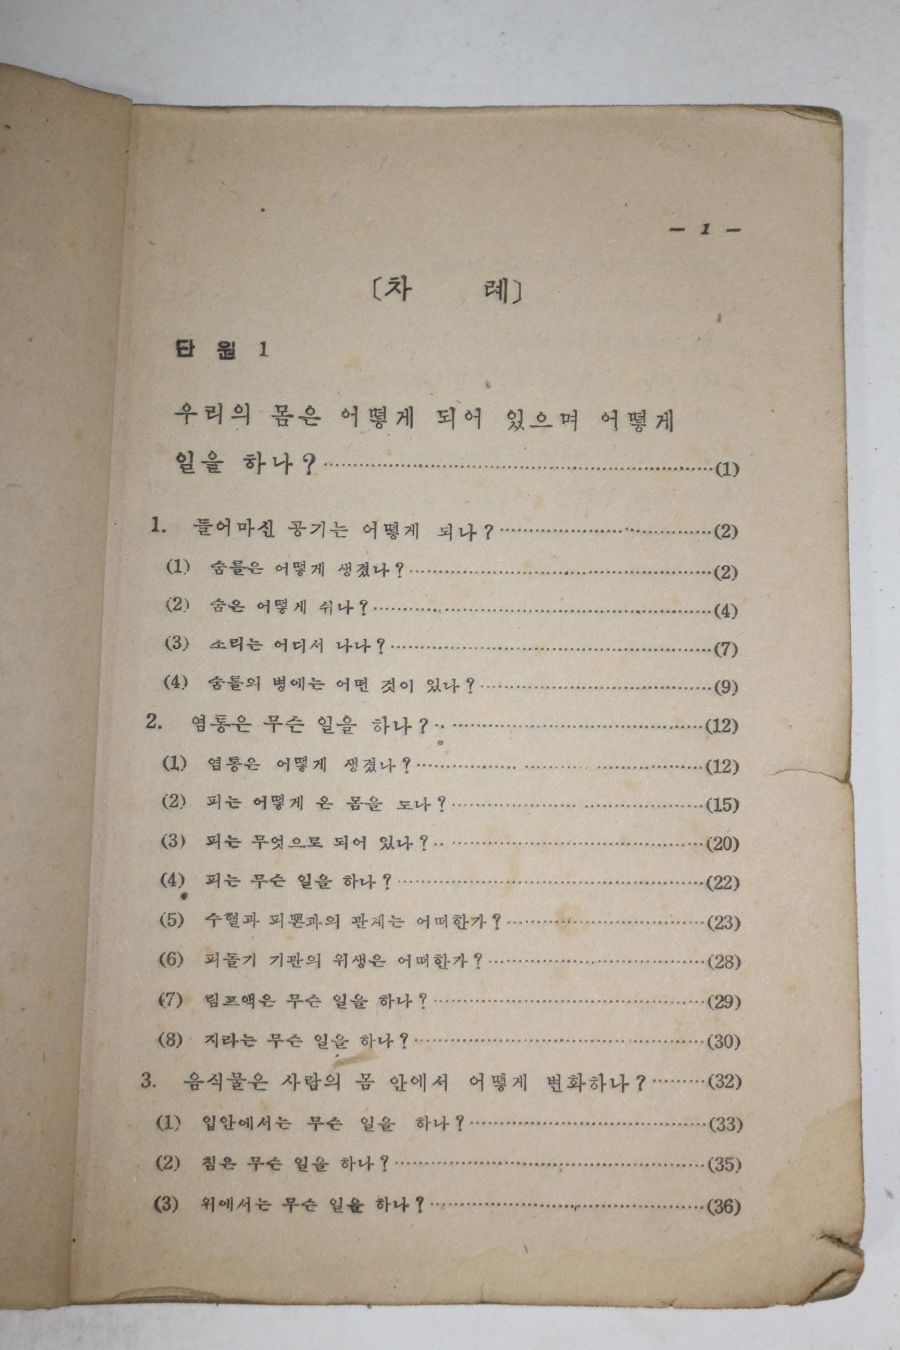 — 1 —
〔차 례〕
단 원 1
우리의 몸은 어떻게 되어 있으며 어떻게
일을 하나?……………………………………(1)
1. 들어마신 공기는 어떻게 되나?……………………(2)
(1) 숨틀은 어떻게 생겼나?……………………………(2)
(2) 숨은 어떻게 쉬나?…………………………………(4)
(3) 소리는 어디서 나나?………………………………(7)
(4) 숨틀의 병에는 어떤 것이 있나?……………………(9)
2. 염통은 무슨 일을 하나?……………………………(12)
(1) 염통은 어떻게 생겼나?……………………………(12)
(2) 피는 어떻게 온 몸을 도나?…………………………(15)
(3) 피는 무엇으로 되어 있나?…………………………(20)
(4) 피는 무슨 일을 하나?………………………………(22)
(5) 수혈과 피뽄과의 관계는 어떠한가?…………………(23)
(6) 피돌기 기관의 위생은 어떠한가?……………………(28)
(7) 림프액은 무슨 일을 하나?…………………………(29)
(8) 지라는 무슨 일을 하나?……………………………(30)
3. 음식물은 사람의 몸 안에서 어떻게 변화하나?………(32)
(1) 입안에서는 무슨 일을 하나?………………………(33)
(2) 침은 무슨 일을 하나?………………………………(35)
(3) 위에서는 무슨 일을 하나?…………………………(36)